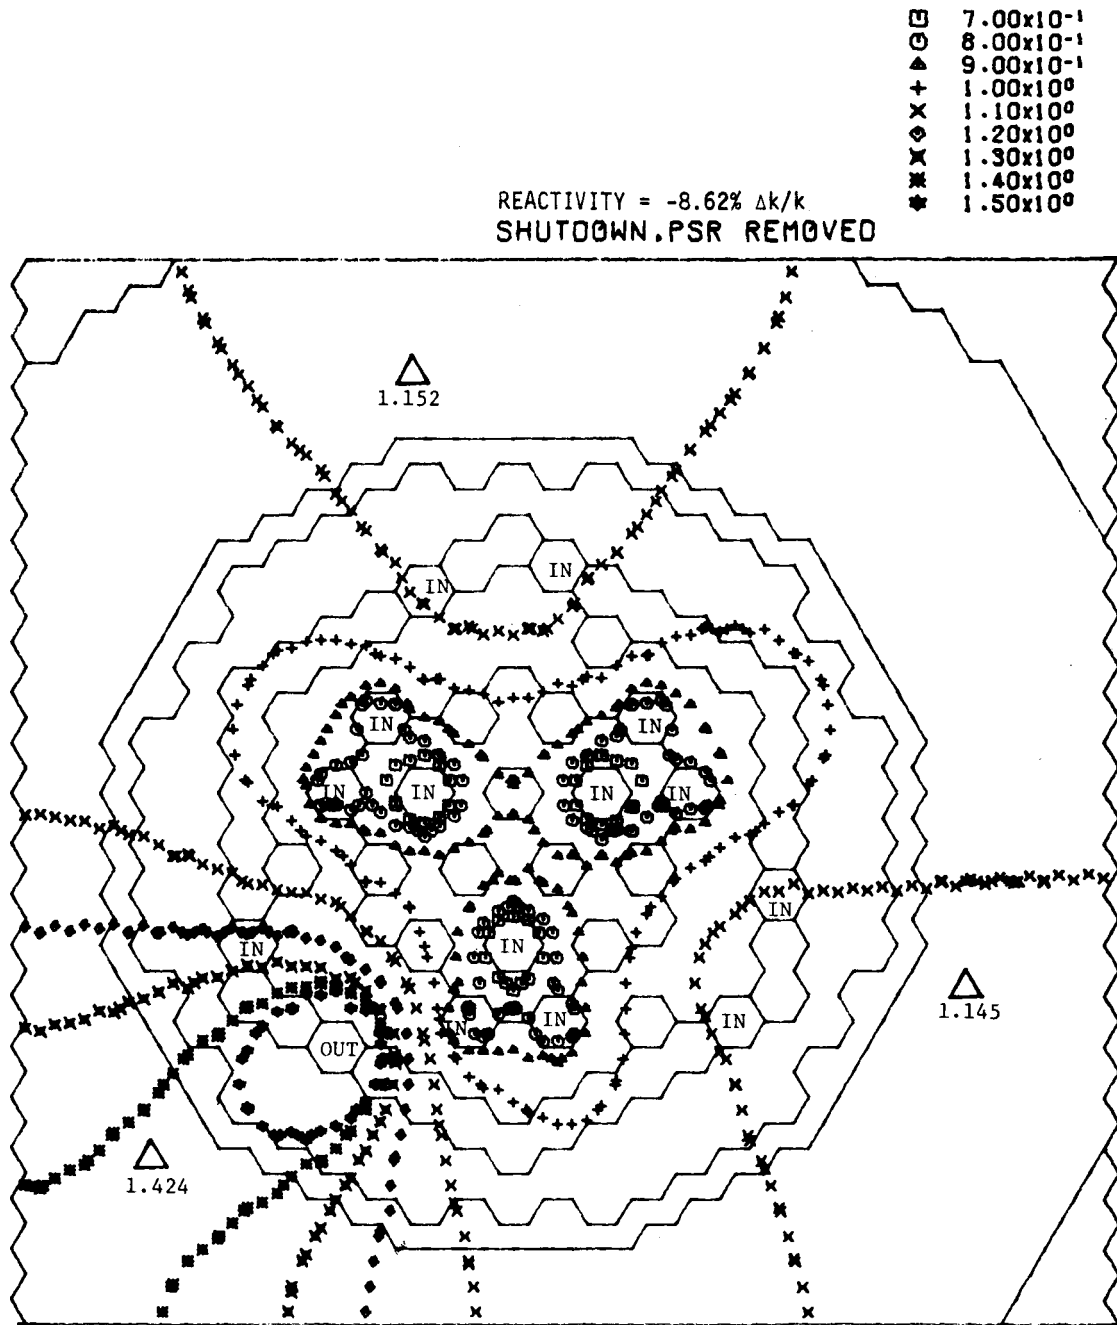 7.00x10⁻¹
8.00x10⁻¹
9.00x10⁻¹
1.00x10⁰
1.10x10⁰
1.20x10⁰
1.30x10⁰
1.40x10⁰
1.50x10⁰
REACTIVITY = -8.62% Δk/k
SHUTDOWN.PSR REMOVED
1.152
IN
IN
IN
IN
IN
IN
IN
IN
IN
IN
IN
1.145
IN
IN
IN
OUT
1.424